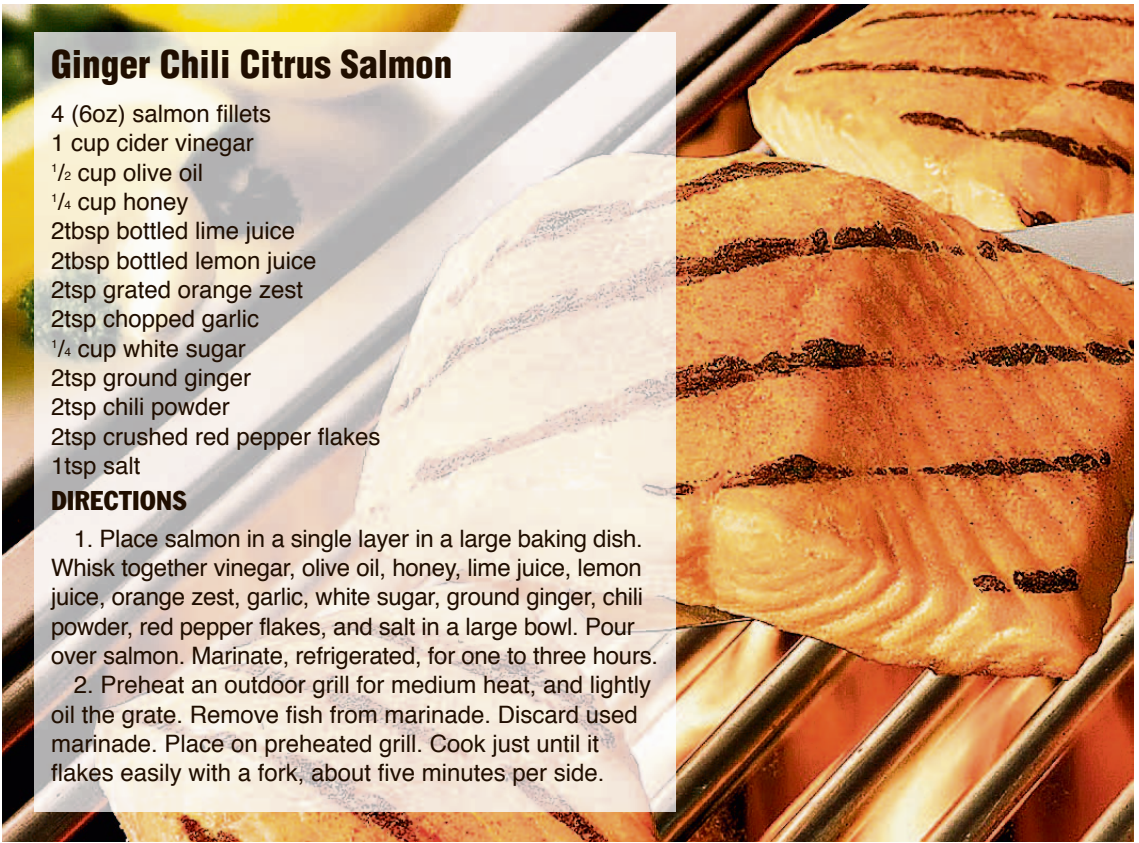 Ginger Chili Citrus Salmon
4 (6oz) salmon fillets
1 cup cider vinegar
1/2 cup olive oil
1/4 cup honey
2tbsp bottled lime juice
2tbsp bottled lemon juice
2tsp grated orange zest
2tsp chopped garlic
1/4 cup white sugar
2tsp ground ginger
2tsp chili powder
2tsp crushed red pepper flakes
1tsp salt
DIRECTIONS
1. Place salmon in a single layer in a large baking dish.
Whisk together vinegar, olive oil, honey, lime juice, lemon
juice, orange zest, garlic, white sugar, ground ginger, chili
powder, red pepper flakes, and salt in a large bowl. Pour
over salmon. Marinate, refrigerated, for one to three hours.
2. Preheat an outdoor grill for medium heat, and lightly
oil the grate. Remove fish from marinade. Discard used
marinade. Place on preheated grill. Cook just until it
flakes easily with a fork, about five minutes per side.